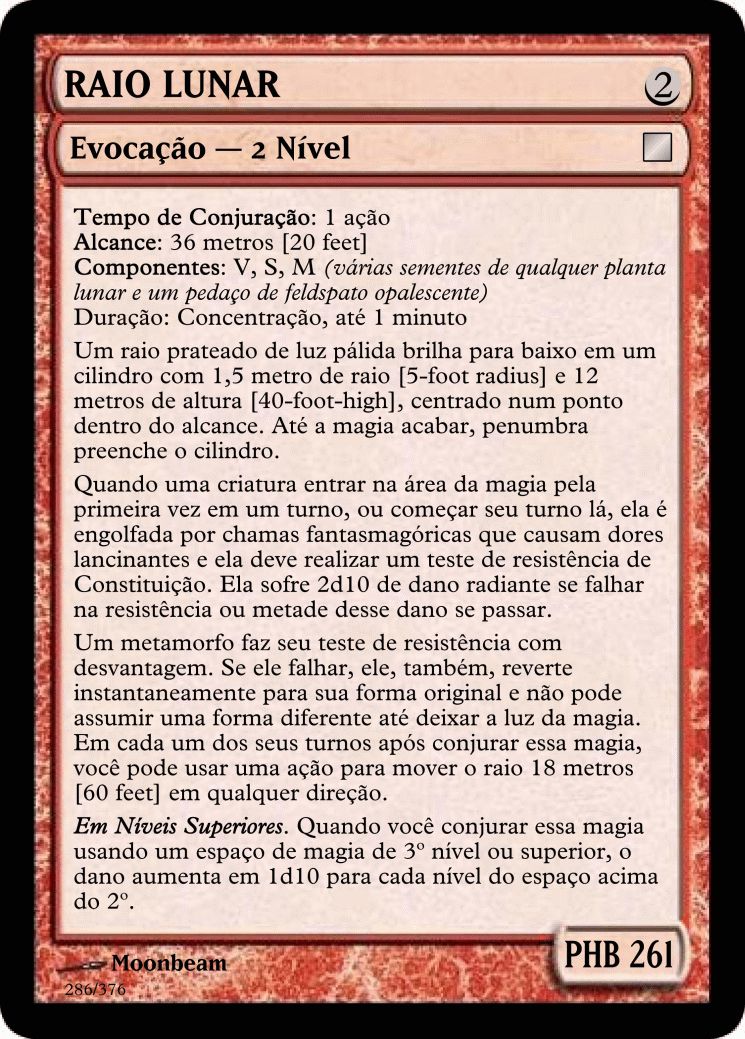 RAIO LUNAR
2
Evocação — 2 Nível
Tempo de Conjuração: 1 ação
Alcance: 36 metros [20 feet]
Componentes: V, S, M (várias sementes de qualquer planta
lunar e um pedaço de feldspato opalescente)
Duração: Concentração, até 1 minuto
Um raio prateado de luz pálida brilha para baixo em um
cilindro com 1,5 metro de raio [5-foot radius] e 12
metros de altura [40-foot-high], centrado num ponto
dentro do alcance. Até a magia acabar, penumbra
preenche o cilindro.
Quando uma criatura entrar na área da magia pela
primeira vez em um turno, ou começar seu turno lá, ela é
engolfada por chamas fantasmagóricas que causam dores
lancinantes e ela deve realizar um teste de resistência de
Constituição. Ela sofre 2d10 de dano radiante se falhar
na resistência ou metade desse dano se passar.
Um metamorfo faz seu teste de resistência com
desvantagem. Se ele falhar, ele, também, reverte
instantaneamente para sua forma original e não pode
assumir uma forma diferente até deixar a luz da magia.
Em cada um dos seus turnos após conjurar essa magia,
você pode usar uma ação para mover o raio 18 metros
[60 feet] em qualquer direção.
Em Níveis Superiores. Quando você conjurar essa magia
usando um espaço de magia de 3º nível ou superior, o
dano aumenta em 1d10 para cada nível do espaço acima
do 2º.
PHB 261
Moonbeam
286/376